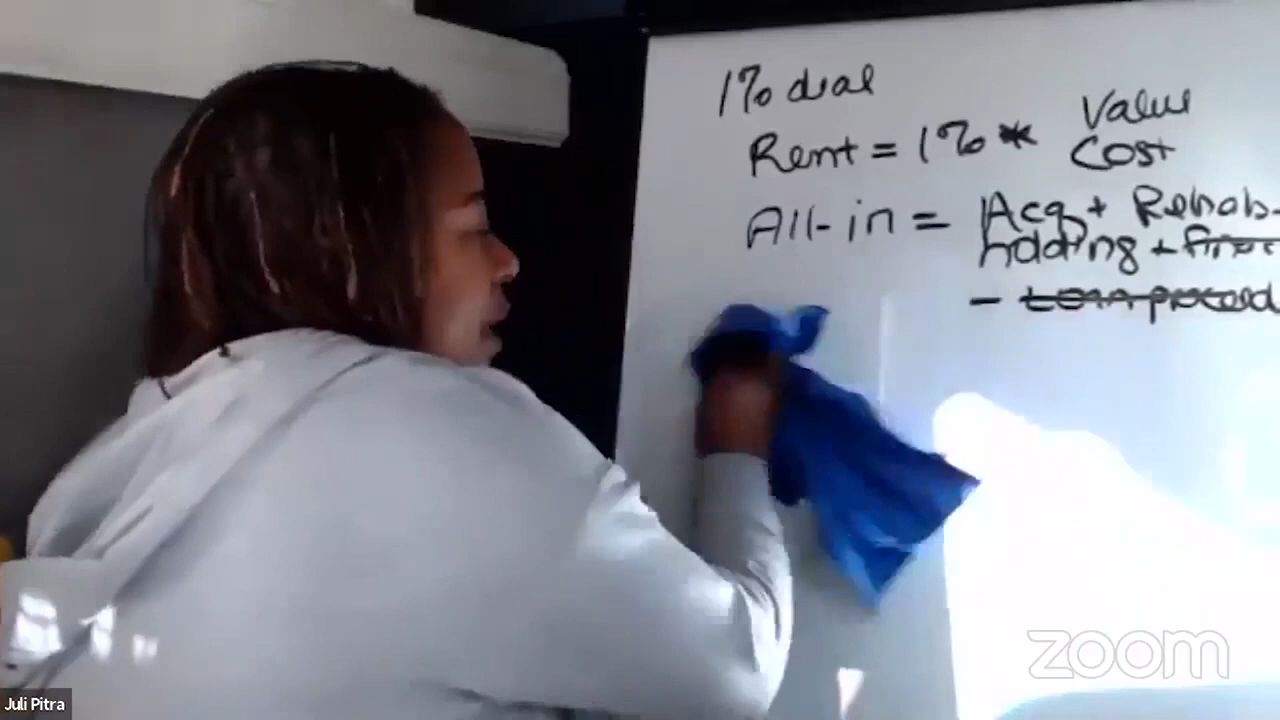 1% deal
Value
Rent = 1% * Cost
All-in = Acq + Rehab
holding +
-
zoom
Juli Pitra